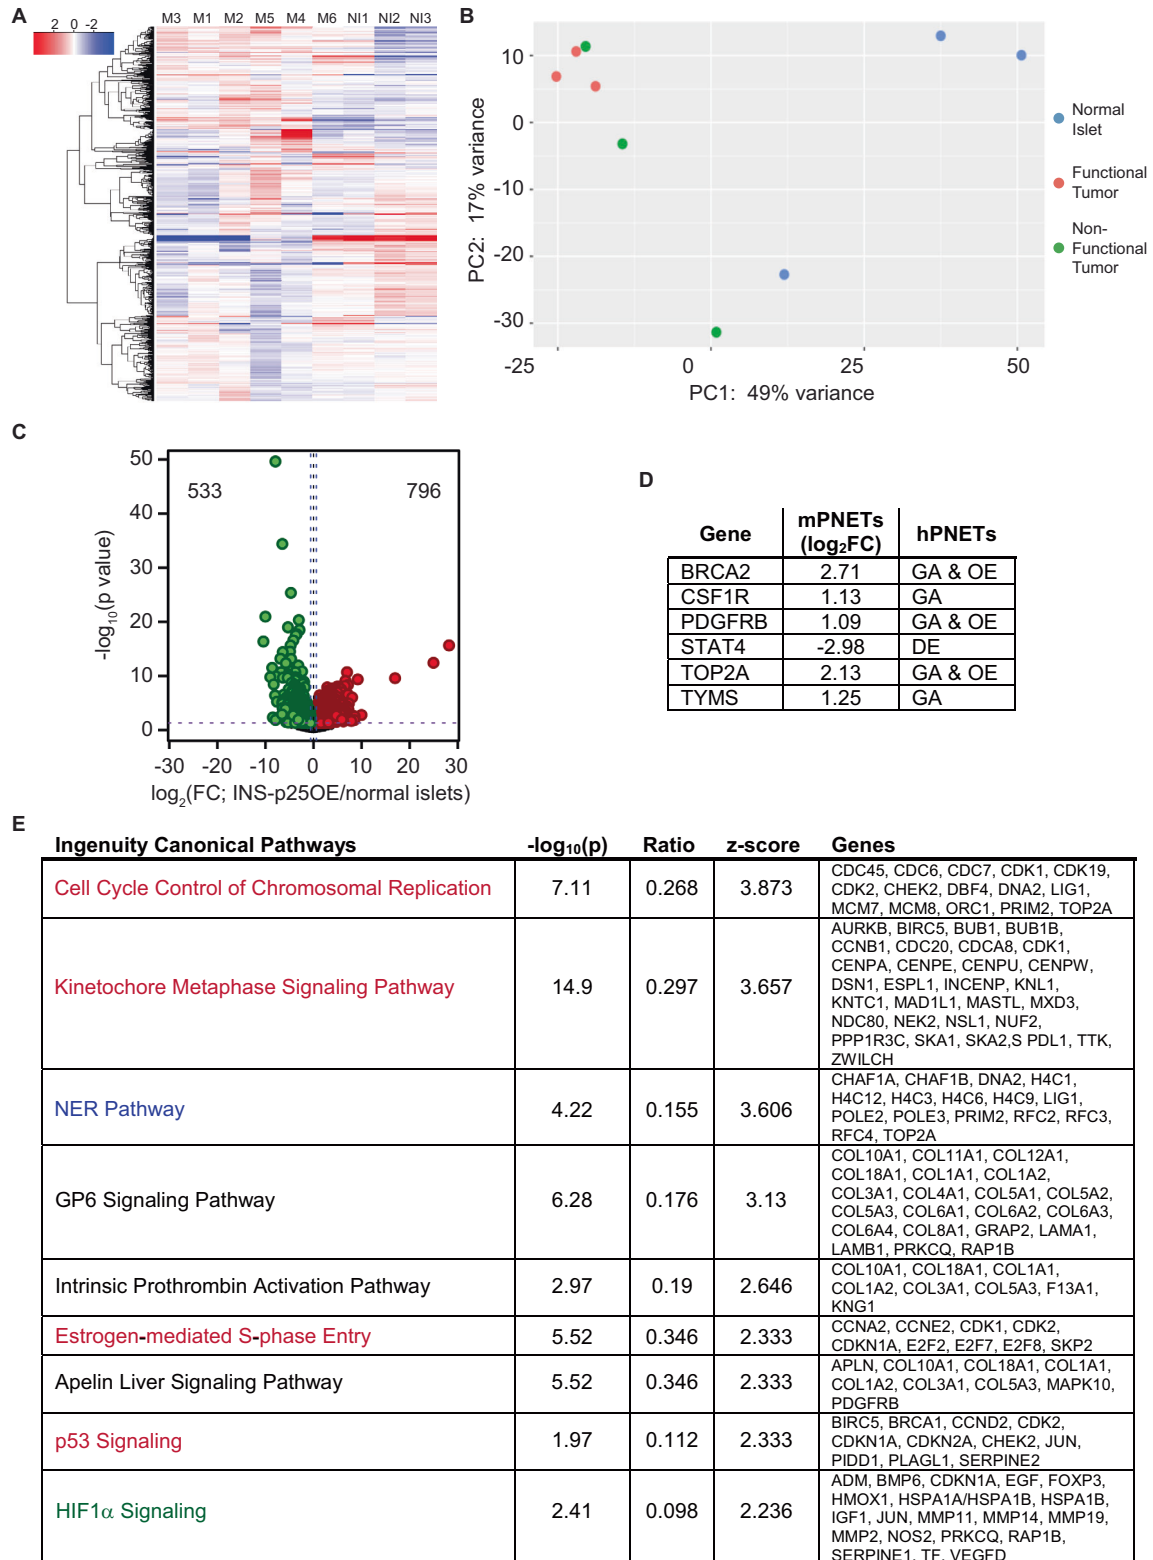 A
M3 M1 M2 M5 M4 M6 NI1 NI2 NI3
2 0 -2
B
10
0
-10
-20
-30
PC2: 17% variance
-25 0 25 50
PC1: 49% variance
Normal
Islet
Functional
Tumor
Non-
Functional
Tumor
C
50
40
30
20
10
0
-log10(p value)
533 796
-30 -20 -10 0 10 20 30
log2(FC; INS-p25OE/normal islets)
D
Gene mPNETs (log2FC) hPNETs
BRCA2 2.71 GA & OE
CSF1R 1.13 GA
PDGFRB 1.09 GA & OE
STAT4 -2.98 DE
TOP2A 2.13 GA & OE
TYMS 1.25 GA
E
Ingenuity Canonical Pathways -log10(p) Ratio z-score Genes
Cell Cycle Control of Chromosomal Replication 7.11 0.268 3.873
CDC45, CDC6, CDC7, CDK1, CDK19,
CDK2, CHEK2, DBF4, DNA2, LIG1,
MCM7, MCM8, ORC1, PRIM2, TOP2A
Kinetochore Metaphase Signaling Pathway 14.9 0.297 3.657
AURKB, BIRC5, BUB1, BUB1B,
CCNB1, CDC20, CDCA8, CDK1,
CENPA, CENPE, CENPU, CENPW,
DSN1, ESPL1, INCENP, KNL1,
KNTC1, MAD1L1, MASTL, MXD3,
NDC80, NEK2, NSL1, NUF2,
PPP1R3C, SKA1, SKA2,S PDL1, TTK,
ZWILCH
NER Pathway 4.22 0.155 3.606
CHAF1A, CHAF1B, DNA2, H4C1,
H4C12, H4C3, H4C6, H4C9, LIG1,
POLE2, POLE3, PRIM2, RFC2, RFC3,
RFC4, TOP2A
GP6 Signaling Pathway 6.28 0.176 3.13
COL10A1, COL11A1, COL12A1,
COL18A1, COL1A1, COL1A2,
COL3A1, COL4A1, COL5A1, COL5A2,
COL5A3, COL6A1, COL6A2, COL6A3,
COL6A4, COL8A1, GRAP2, LAMA1,
LAMB1, PRKCQ, RAP1B
Intrinsic Prothrombin Activation Pathway 2.97 0.19 2.646
COL10A1, COL18A1, COL1A1,
COL1A2, COL3A1, COL5A3, F13A1,
KNG1
Estrogen-mediated S-phase Entry 5.52 0.346 2.333
CCNA2, CCNE2, CDK1, CDK2,
CDKN1A, E2F2, E2F7, E2F8, SKP2
Apelin Liver Signaling Pathway 5.52 0.346 2.333
APLN, COL10A1, COL18A1, COL1A1,
COL1A2, COL3A1, COL5A3, MAPK10,
PDGFRB
p53 Signaling 1.97 0.112 2.333
BIRC5, BRCA1, CCND2, CDK2,
CDKN1A, CDKN2A, CHEK2, JUN,
PIDD1, PLAGL1, SERPINE2
HIF1α Signaling 2.41 0.098 2.236
ADM, BMP6, CDKN1A, EGF, FOXP3,
HMOX1, HSPA1A/HSPA1B, HSPA1B,
IGF1, JUN, MMP11, MMP14, MMP19,
MMP2, NOS2, PRKCQ, RAP1B,
SERPINE1, TF, VEGFD